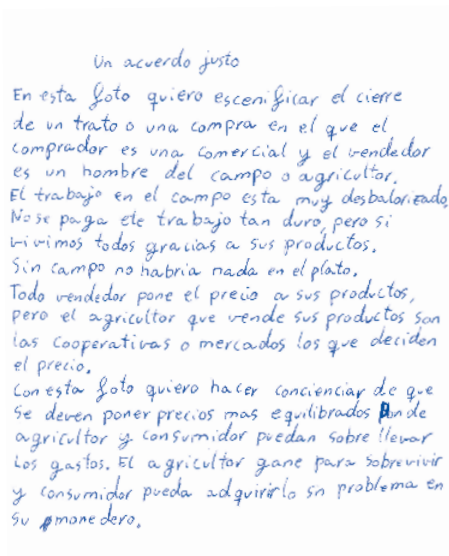 Un acuerdo justo
En esta foto quiero escenificar el cierre
de un trato o una compra en el que el
comprador es una comercial y el vendedor
es un hombre del campo o agricultor.
El trabajo en el campo esta muy desbalorizado,
No se paga ete trabajo tan duro, pero si
vivimos todos gracias a sus productos.
Sin campo no habria nada en el plato.
Todo vendedor pone el precio a sus productos,
pero el agricultor que vende sus productos son
las cooperativas o mercados los que deciden
el precio.
Con esta foto quiero hacer concienciar de que
se deven poner precios mas equilibrados Donde
agricultor y consumidor puedan sobre llevar
los gastos. El agricultor gane para sobrevivir
y consumidor pueda adquirirlo sn problema en
su monedero.